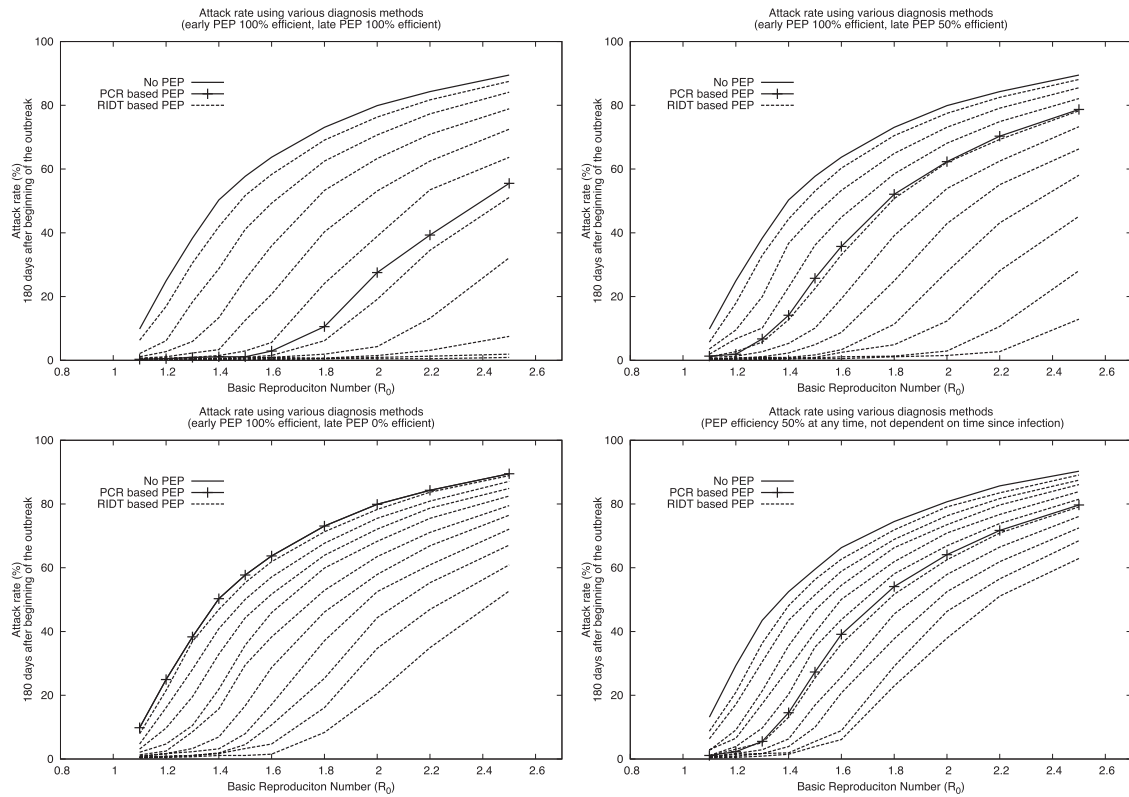 Attack rate using various diagnosis methods
(early PEP 100% efficient, late PEP 100% efficient)
100
80
60
40
20
0
Attack rate (%)
180 days after beginning of the outbreak
No PEP
PCR based PEP
RIDT based PEP
0.8 1 1.2 1.4 1.6 1.8 2 2.2 2.4 2.6
Basic Reproduciton Number (R0)
Attack rate using various diagnosis methods
(early PEP 100% efficient, late PEP 50% efficient)
100
80
60
40
20
0
Attack rate (%)
180 days after beginning of the outbreak
No PEP
PCR based PEP
RIDT based PEP
0.8 1 1.2 1.4 1.6 1.8 2 2.2 2.4 2.6
Basic Reproduciton Number (R0)
Attack rate using various diagnosis methods
(early PEP 100% efficient, late PEP 0% efficient)
100
80
60
40
20
0
Attack rate (%)
180 days after beginning of the outbreak
No PEP
PCR based PEP
RIDT based PEP
0.8 1 1.2 1.4 1.6 1.8 2 2.2 2.4 2.6
Basic Reproduciton Number (R0)
Attack rate using various diagnosis methods
(PEP efficiency 50% at any time, not dependent on time since infection)
100
80
60
40
20
0
Attack rate (%)
180 days after beginning of the outbreak
No PEP
PCR based PEP
RIDT based PEP
0.8 1 1.2 1.4 1.6 1.8 2 2.2 2.4 2.6
Basic Reproduciton Number (R0)